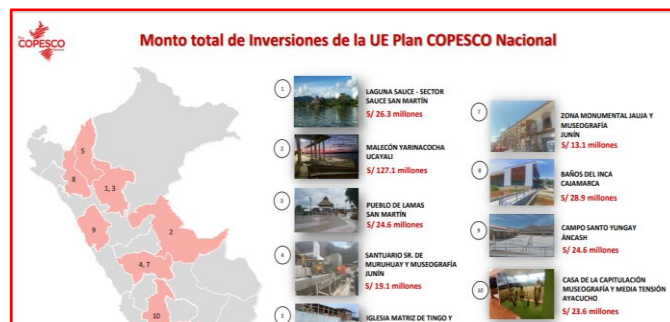 Plan
COPESCO
Nacional
Monto total de Inversiones de la UE Plan COPESCO Nacional
5
8
1, 3
9
2
4, 7
10
1
LAGUNA SAUCE - SECTOR
SAUCE SAN MARTÍN
S/ 26.3 millones
2
MALECÓN YARINACOCHA
UCAYALI
S/ 127.1 millones
3
PUEBLO DE LAMAS
SAN MARTÍN
S/ 24.6 millones
4
SANTUARIO SR. DE
MURUHUAY Y MUSEOGRAFÍA
JUNÍN
S/ 19.1 millones
5
IGLESIA MATRIZ DE TINGO Y
7
ZONA MONUMENTAL JAUJA Y
MUSEOGRAFÍA
JUNÍN
S/ 13.1 millones
8
BAÑOS DEL INCA
CAJAMARCA
S/ 28.9 millones
9
CAMPO SANTO YUNGAY
ÁNCASH
S/ 24.6 millones
10
CASA DE LA CAPITULACIÓN
MUSEOGRAFÍA Y MEDIA TENSIÓN
AYACUCHO
S/ 23.6 millones